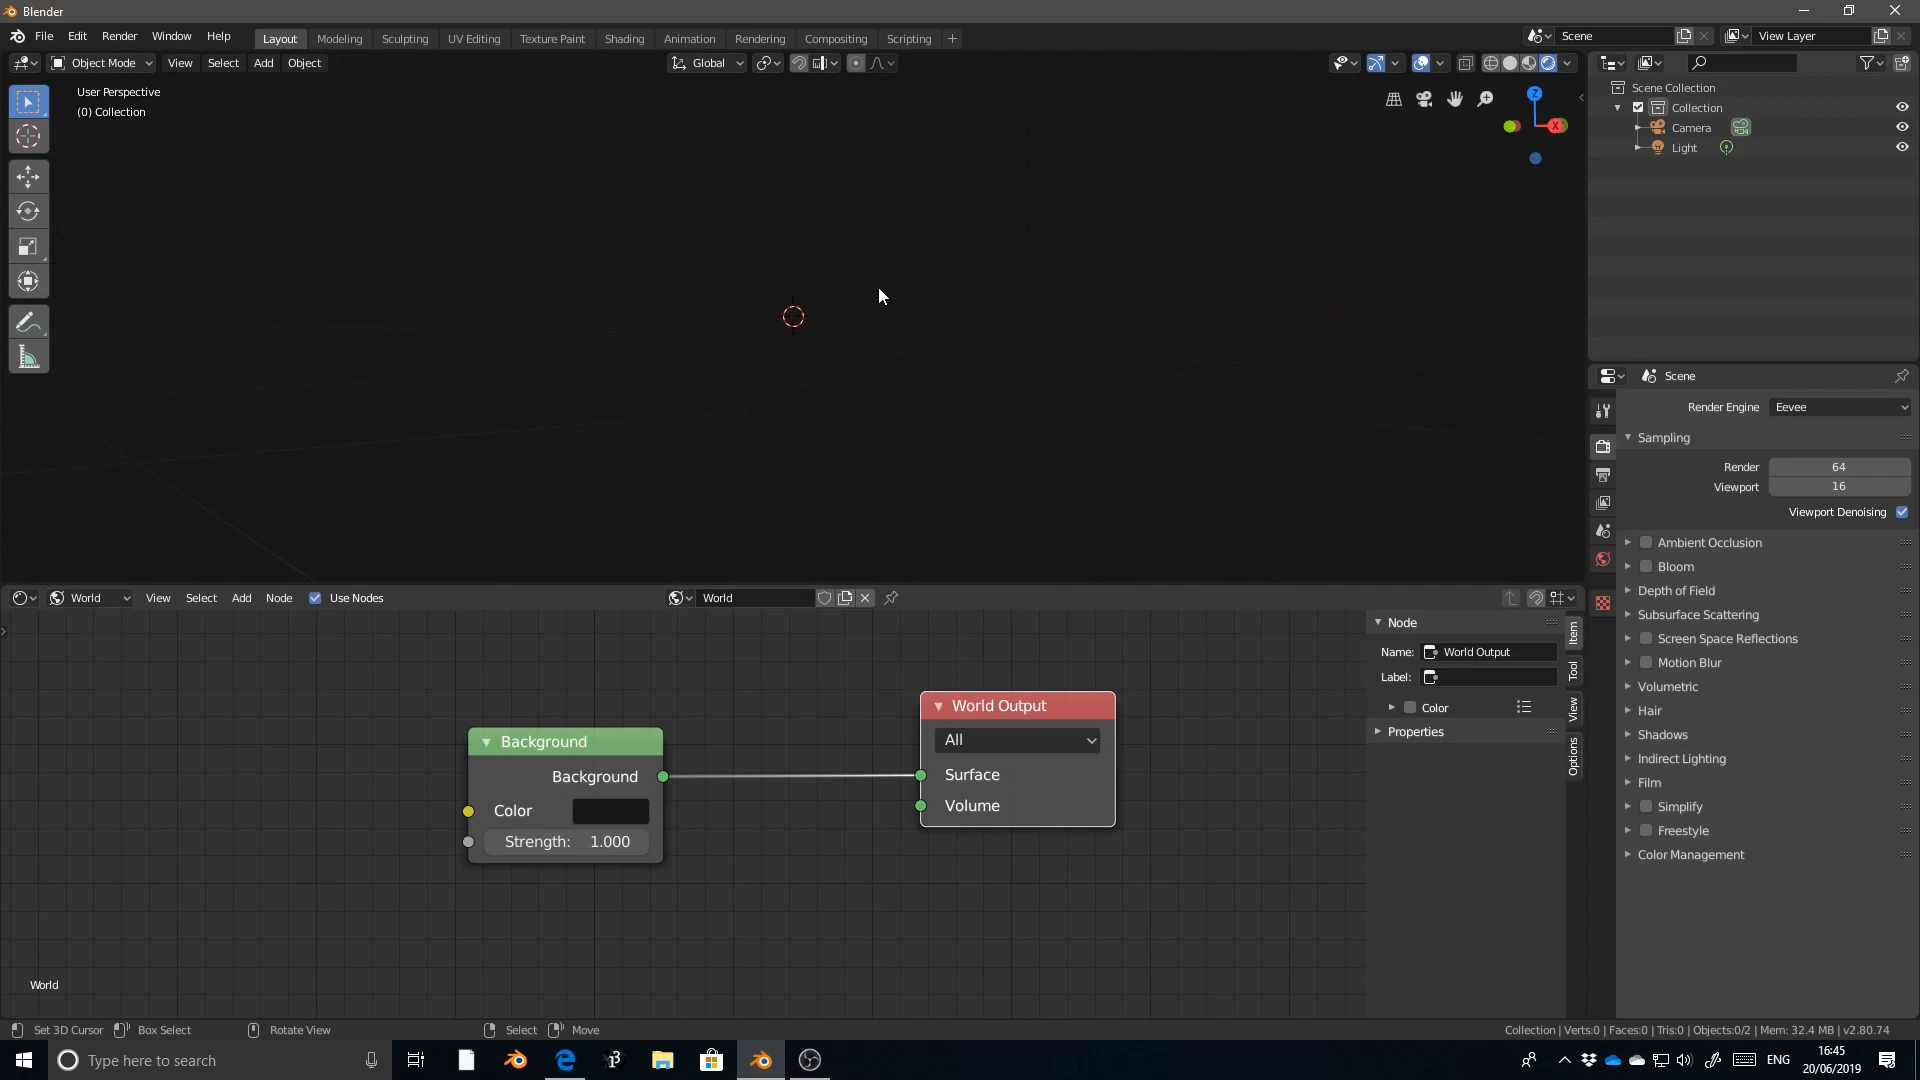 Blender
File Edit Render Window Help Layout Modeling Sculpting UV Editing Texture Paint Shading Animation Rendering Compositing Scripting + Scene View Layer
Object Mode View Select Add Object Global
User Perspective
(0) Collection
Z
X
Scene Collection
Collection
Camera
Light
Scene
Render Engine Eevee
Sampling
Render 64
Viewport 16
Viewport Denoising
Ambient Occlusion
Bloom
Depth of Field
Subsurface Scattering
Screen Space Reflections
Motion Blur
Volumetric
Hair
Shadows
Indirect Lighting
Film
Simplify
Freestyle
Color Management
World View Select Add Node Use Nodes World
Background
Background
Color
Strength: 1.000
World Output
All
Surface
Volume
Node
Name: World Output
Label:
Color
Properties
Item
Tool
View
Options
World
Set 3D Cursor Box Select Rotate View Select Move Collection | Verts:0 | Faces:0 | Tris:0 | Objects:0/2 | Mem: 32.4 MB | v2.80.74
Type here to search ENG 16:45
20/06/2019